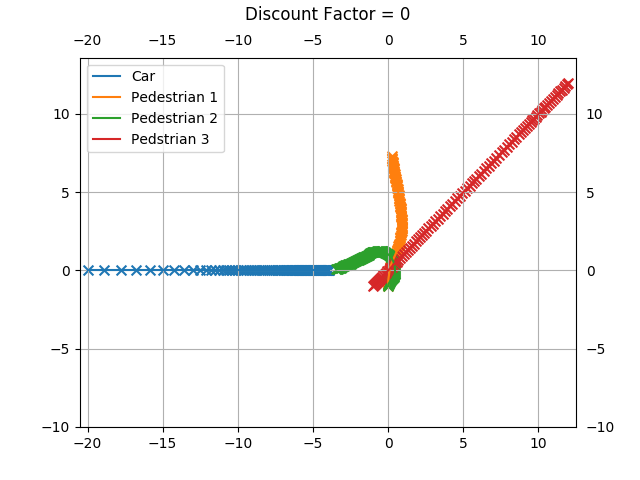 Discount Factor = 0
−20 −15 −10 −5 0 5 10
Car
Pedestrian 1
Pedestrian 2
Pedstrian 3
10 10
5 5
0 0
−5 −5
−10 −10
−20 −15 −10 −5 0 5 10